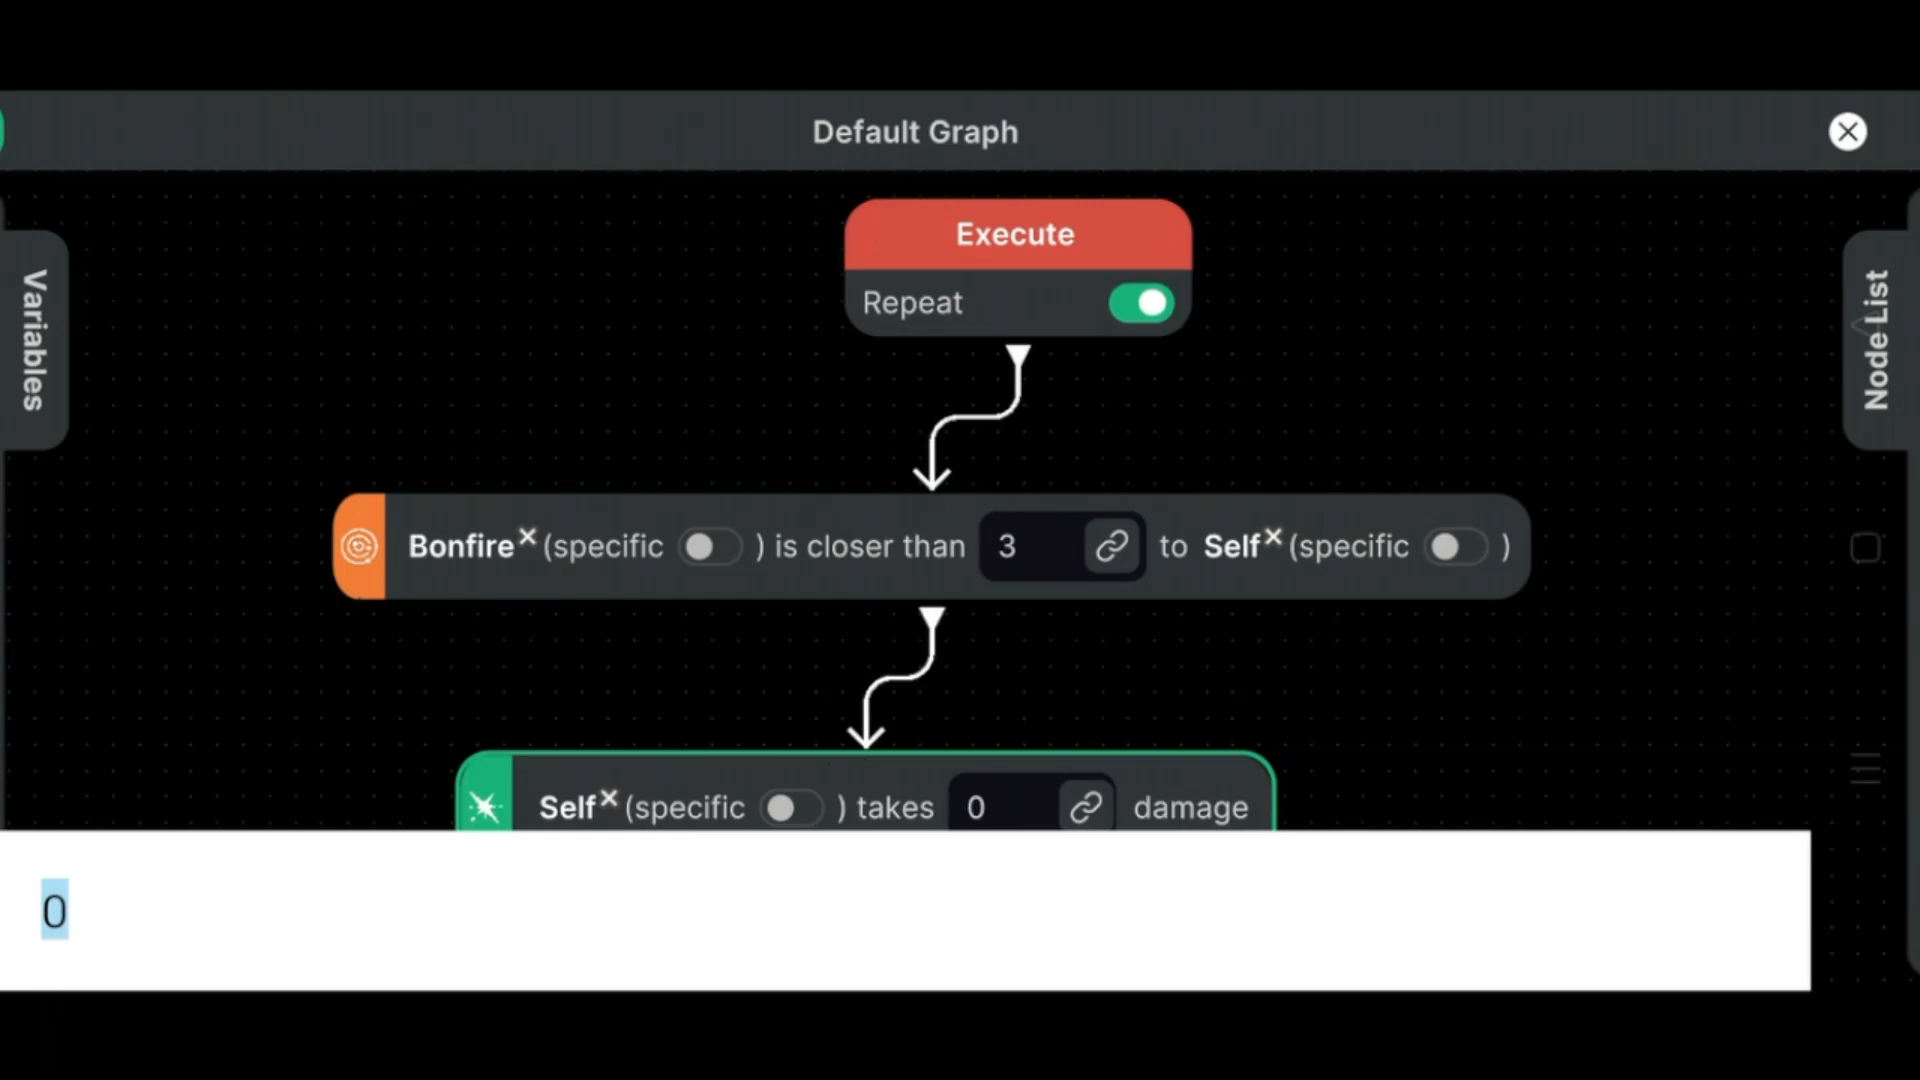 Default Graph
Variables
Node List
Execute
Repeat
Bonfire× (specific ) is closer than 3 to Self× (specific )
Self× (specific ) takes 0 damage
0